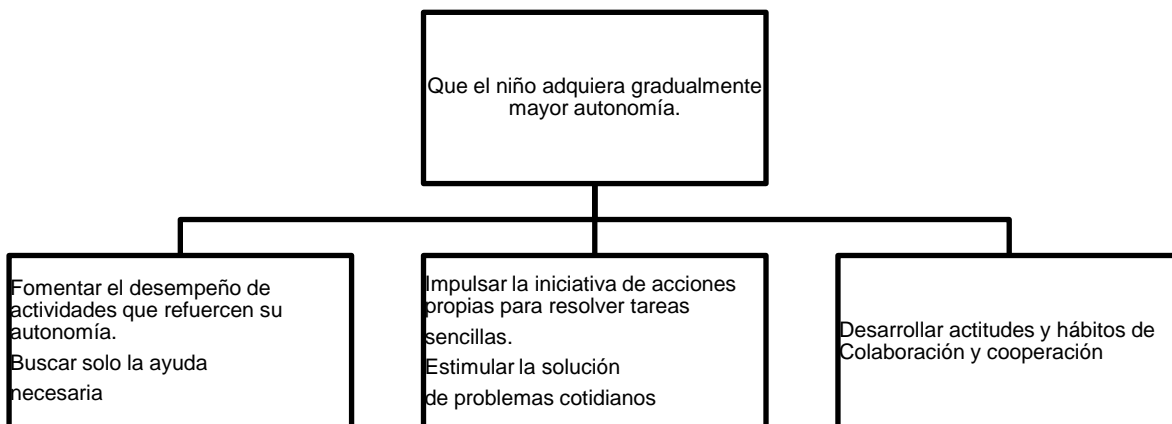 Que el niño adquiera gradualmente
mayor autonomía.
Fomentar el desempeño de
actividades que refuercen su
autonomía.
Buscar solo la ayuda
necesaria
Impulsar la iniciativa de acciones
propias para resolver tareas
sencillas.
Estimular la solución
de problemas cotidianos
Desarrollar actitudes y hábitos de
Colaboración y cooperación